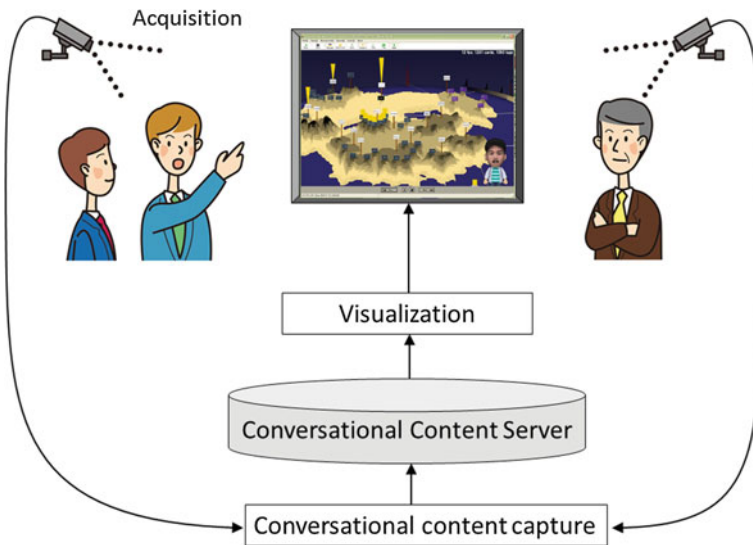 Acquisition
Visualization
Conversational Content Server
Conversational content capture